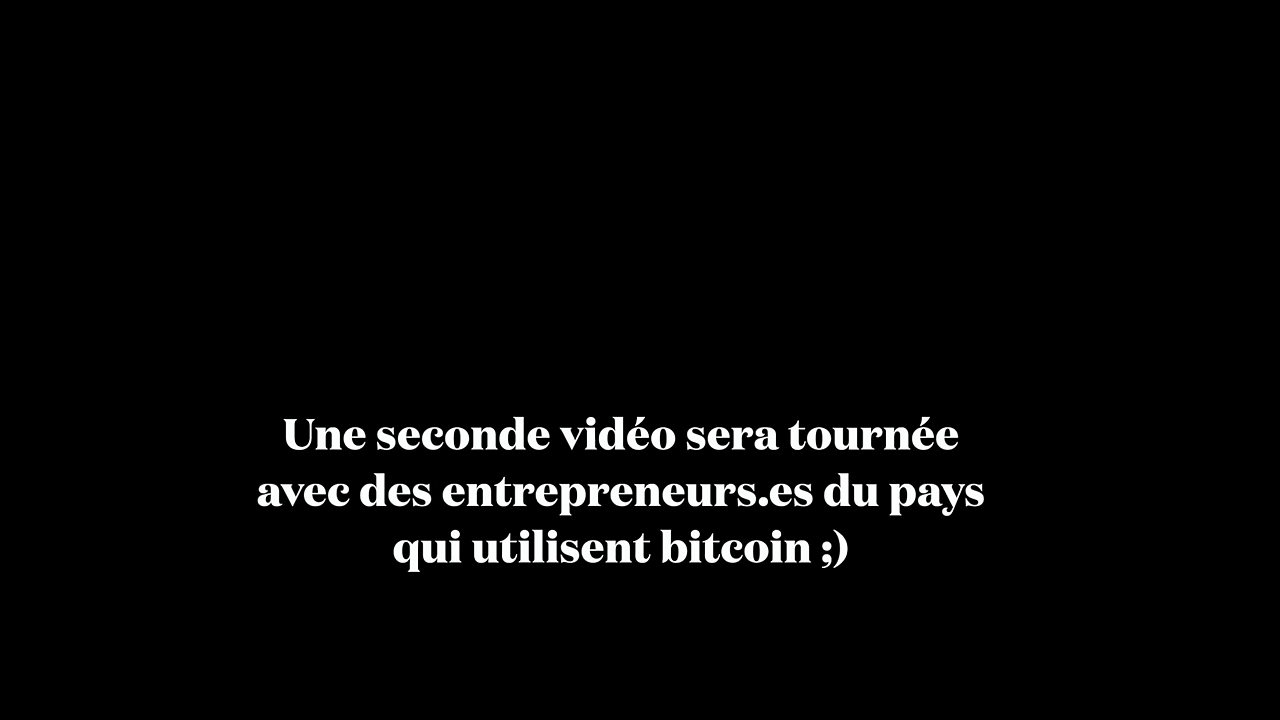 Une seconde vidéo sera tournée
avec des entrepreneurs.es du pays
qui utilisent bitcoin ;)